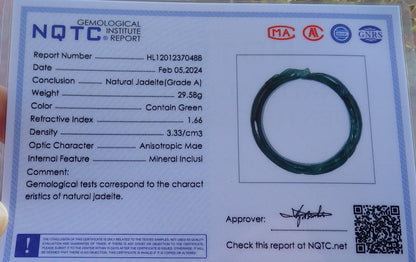 NQTC® GEMOLOGICAL INSTITUTE REPORT
MA GNRS
Report Number HL12012370488
Date Feb 05,2024
Conclusion Natural Jadeite(Grade A)
Weight 29.58g
Color Contain Green
Refractive Index 1.66
Density 3.33/cm3
Optic Character Anisotropic Mae
Internal Feature Mineral Inclusi
Comment:
Gemological tests correspond to the charact
eristics of natural jadeite.
Approver:
Check this report at NQTC.net